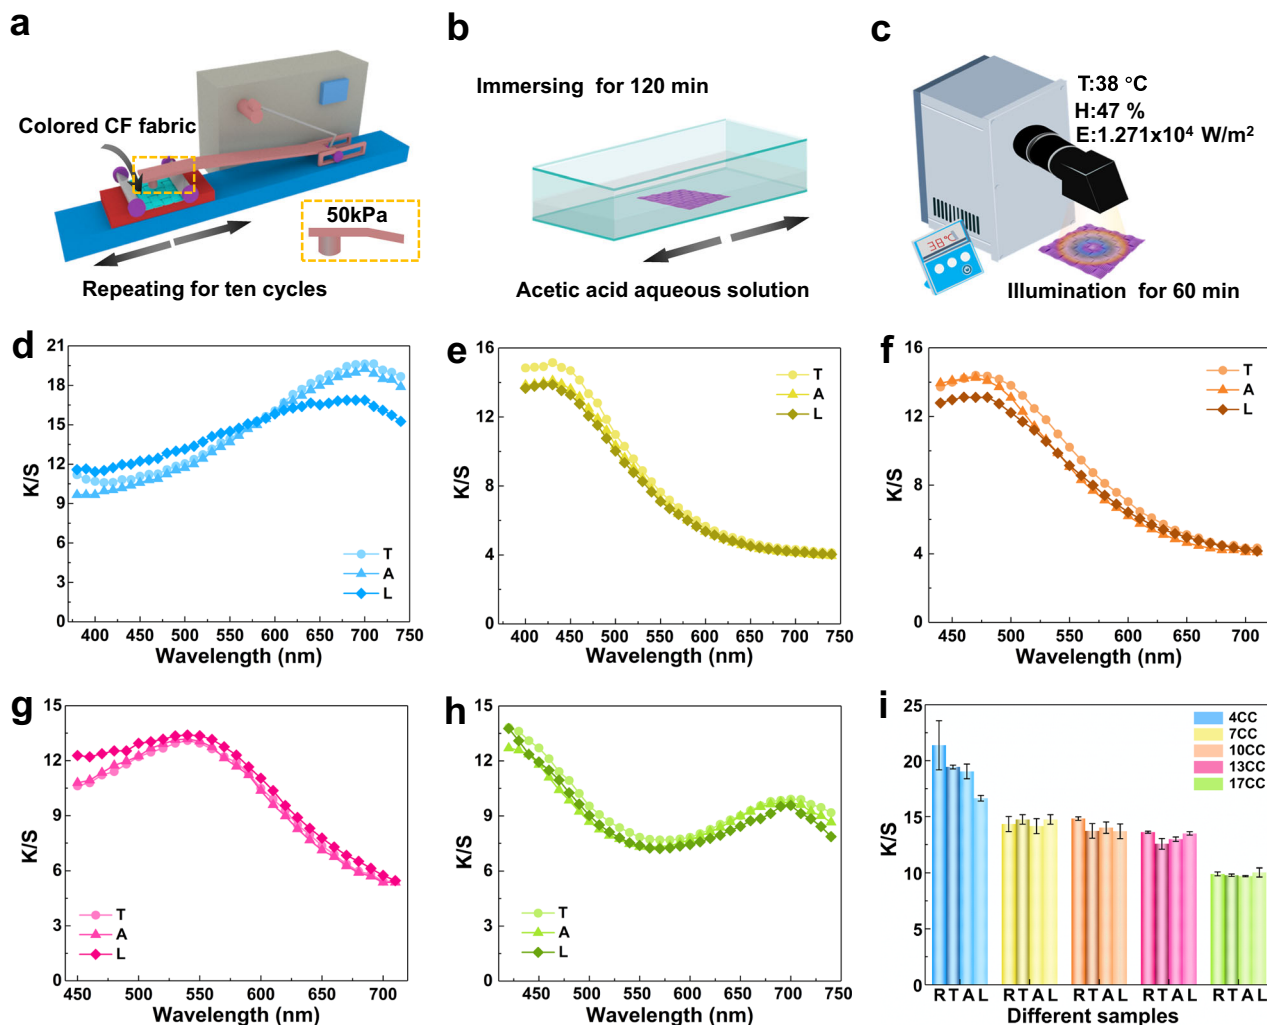 a
Colored CF fabric
50kPa
Repeating for ten cycles
b
Immersing for 120 min
Acetic acid aqueous solution
c
T:38 °C
H:47 %
E:1.271x10⁴ W/m²
38℃
Illumination for 60 min
d
K/S
21
18
15
12
9
6
3
0
T
A
L
400 450 500 550 600 650 700 750
Wavelength (nm)
e
K/S
16
12
8
4
0
T
A
L
400 450 500 550 600 650 700 750
Wavelength (nm)
f
K/S
16
12
8
4
0
T
A
L
450 500 550 600 650 700
Wavelength (nm)
g
K/S
15
12
9
6
3
0
T
A
L
450 500 550 600 650 700
Wavelength (nm)
h
K/S
15
12
9
6
3
0
T
A
L
450 500 550 600 650 700 750
Wavelength (nm)
i
K/S
25
20
15
10
5
0
4CC
7CC
10CC
13CC
17CC
R T A L R T A L R T A L R T A L R T A L
Different samples